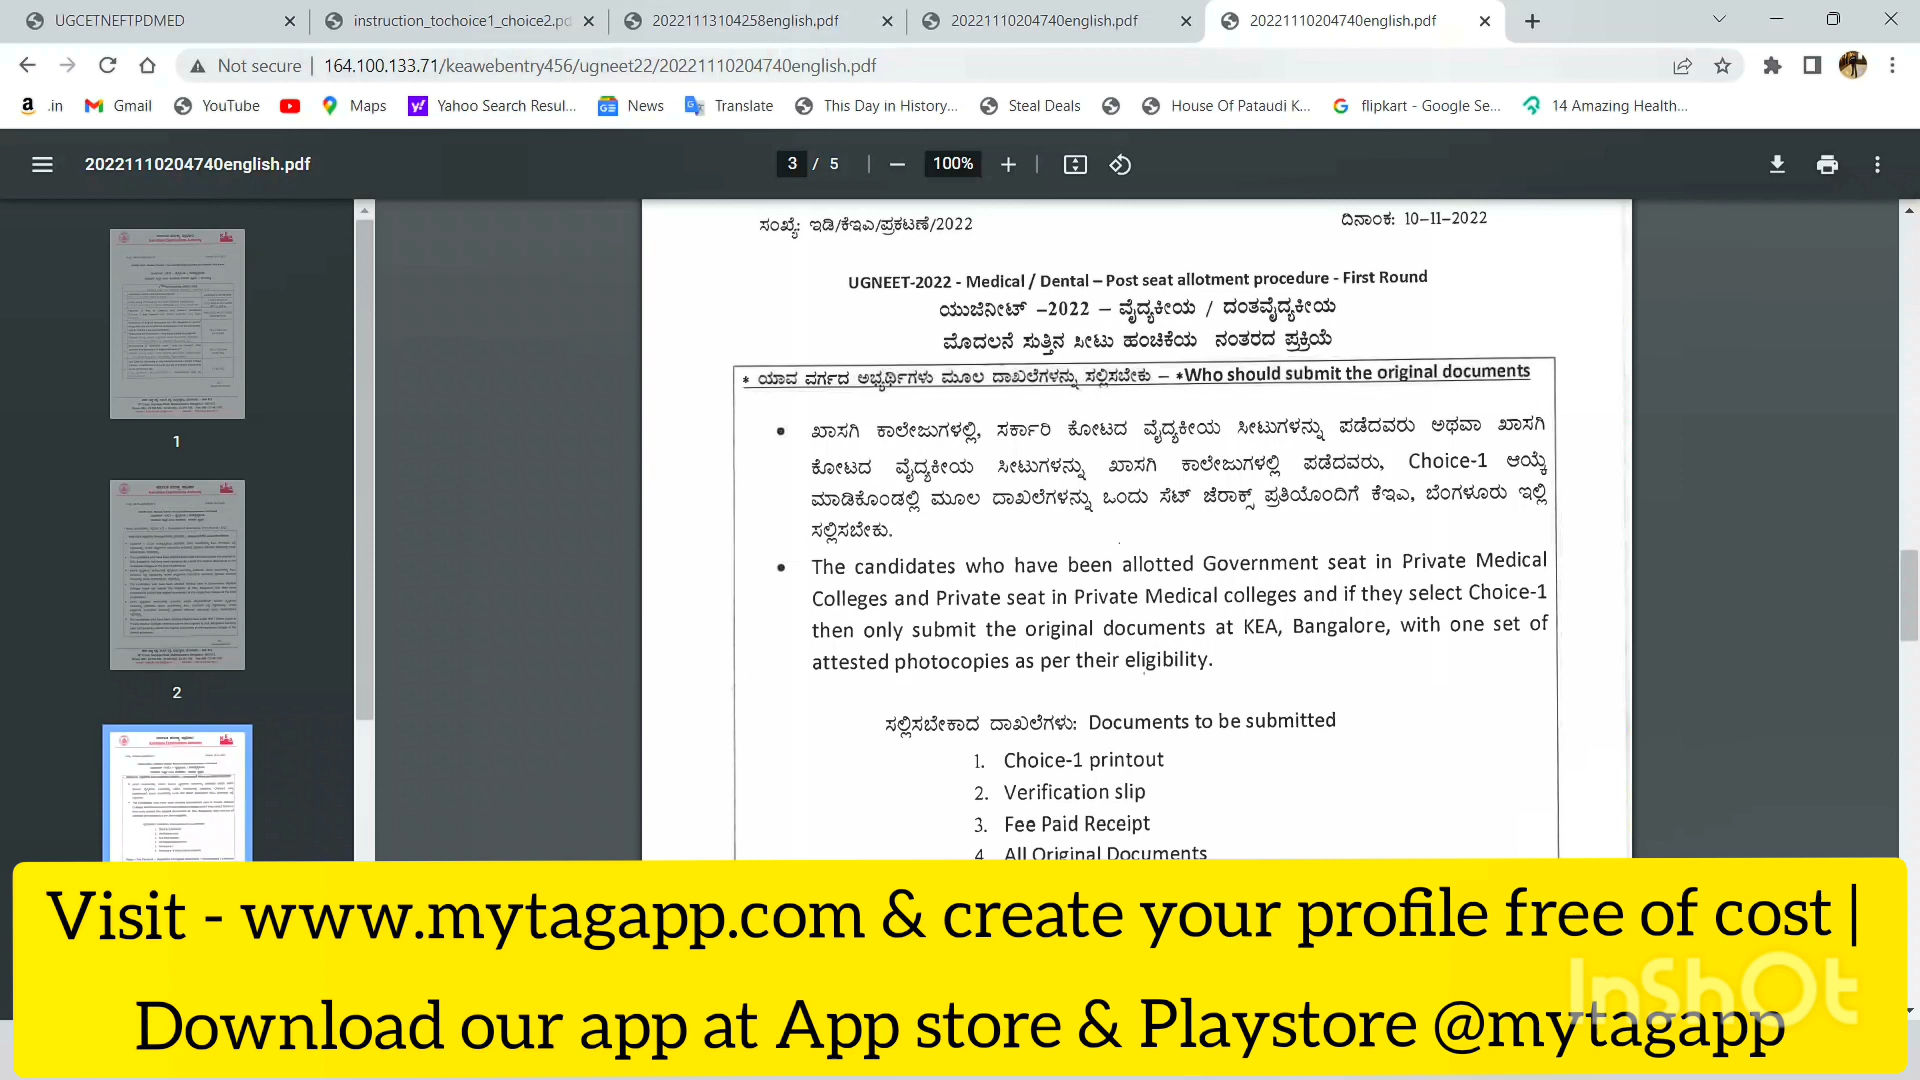 UGCETNEFTPDMED
instruction_tochoice1_choice2.pd
20221113104258english.pdf
20221110204740english.pdf
20221110204740english.pdf
Not secure | 164.100.133.71/keawebentry456/ugneet22/20221110204740english.pdf
.in
Gmail
YouTube
Maps
Yahoo Search Resul...
News
Translate
This Day in History...
Steal Deals
House Of Pataudi K...
flipkart - Google Se...
14 Amazing Health...
20221110204740english.pdf
3 / 5
100%
1
2
ಸಂಖ್ಯೆ: ಇಡಿ/ಕೆಇಎ/ಪ್ರಕಟಣೆ/2022
ದಿನಾಂಕ: 10-11-2022
UGNEET-2022 - Medical / Dental – Post seat allotment procedure - First Round
ಯುಜಿನೀಟ್ –2022 – ವೈದ್ಯಕೀಯ / ದಂತವೈದ್ಯಕೀಯ
ಮೊದಲನೆ ಸುತ್ತಿನ ಸೀಟು ಹಂಚಿಕೆಯ ನಂತರದ ಪ್ರಕ್ರಿಯೆ
* ಯಾವ ವರ್ಗದ ಅಭ್ಯರ್ಥಿಗಳು ಮೂಲ ದಾಖಲೆಗಳನ್ನು ಸಲ್ಲಿಸಬೇಕು – *Who should submit the original documents
• ಖಾಸಗಿ ಕಾಲೇಜುಗಳಲ್ಲಿ, ಸರ್ಕಾರಿ ಕೋಟದ ವೈದ್ಯಕೀಯ ಸೀಟುಗಳನ್ನು ಪಡೆದವರು ಅಥವಾ ಖಾಸಗಿ
ಕೋಟದ ವೈದ್ಯಕೀಯ ಸೀಟುಗಳನ್ನು ಖಾಸಗಿ ಕಾಲೇಜುಗಳಲ್ಲಿ ಪಡೆದವರು, Choice-1 ಆಯ್ಕೆ
ಮಾಡಿಕೊಂಡಲ್ಲಿ ಮೂಲ ದಾಖಲೆಗಳನ್ನು ಒಂದು ಸೆಟ್ ಜೆರಾಕ್ಸ್ ಪ್ರತಿಯೊಂದಿಗೆ ಕೆಇಎ, ಬೆಂಗಳೂರು ಇಲ್ಲಿ
ಸಲ್ಲಿಸಬೇಕು.
• The candidates who have been allotted Government seat in Private Medical
Colleges and Private seat in Private Medical colleges and if they select Choice-1
then only submit the original documents at KEA, Bangalore, with one set of
attested photocopies as per their eligibility.
ಸಲ್ಲಿಸಬೇಕಾದ ದಾಖಲೆಗಳು: Documents to be submitted
1. Choice-1 printout
2. Verification slip
3. Fee Paid Receipt
4 All Original Documents
Visit - www.mytagapp.com & create your profile free of cost |
Download our app at App store & Playstore @mytagapp
InShOt